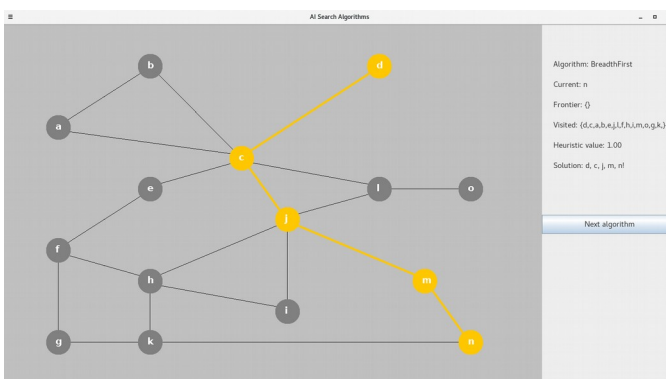 AI Search Algorithms
b
d
a
c
e
l
o
j
f
h
m
i
g
k
n
Algorithm: BreadthFirst
Current: n
Frontier: {}
Visited: {d,c,a,b,e,j,l,f,h,i,m,o,g,k,}
Heuristic value: 1.00
Solution: d, c, j, m, n!
Next algorithm